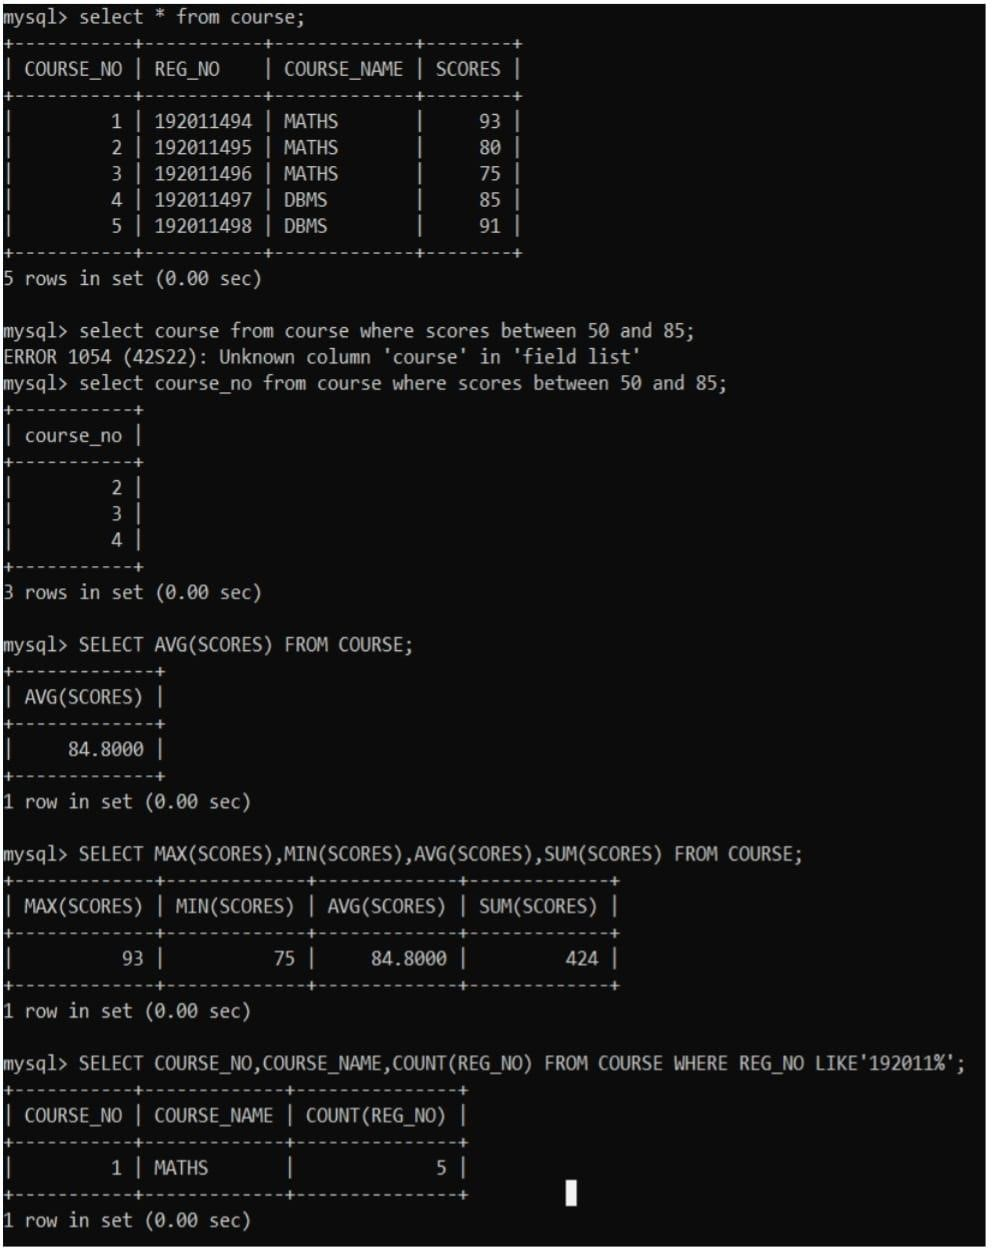 mysql> select * from course;
+-----------+-----------+-------------+--------+
| COURSE_NO | REG_NO    | COURSE_NAME | SCORES |
+-----------+-----------+-------------+--------+
|         1 | 192011494 | MATHS       |     93 |
|         2 | 192011495 | MATHS       |     80 |
|         3 | 192011496 | MATHS       |     75 |
|         4 | 192011497 | DBMS        |     85 |
|         5 | 192011498 | DBMS        |     91 |
+-----------+-----------+-------------+--------+
5 rows in set (0.00 sec)

mysql> select course from course where scores between 50 and 85;
ERROR 1054 (42S22): Unknown column 'course' in 'field list'
mysql> select course_no from course where scores between 50 and 85;
+-----------+
| course_no |
+-----------+
|         2 |
|         3 |
|         4 |
+-----------+
3 rows in set (0.00 sec)

mysql> SELECT AVG(SCORES) FROM COURSE;
+-------------+
| AVG(SCORES) |
+-------------+
|     84.8000 |
+-------------+
1 row in set (0.00 sec)

mysql> SELECT MAX(SCORES),MIN(SCORES),AVG(SCORES),SUM(SCORES) FROM COURSE;
+-------------+-------------+-------------+-------------+
| MAX(SCORES) | MIN(SCORES) | AVG(SCORES) | SUM(SCORES) |
+-------------+-------------+-------------+-------------+
|          93 |          75 |     84.8000 |         424 |
+-------------+-------------+-------------+-------------+
1 row in set (0.00 sec)

mysql> SELECT COURSE_NO,COURSE_NAME,COUNT(REG_NO) FROM COURSE WHERE REG_NO LIKE'192011%';
+-----------+-------------+---------------+
| COURSE_NO | COURSE_NAME | COUNT(REG_NO) |
+-----------+-------------+---------------+
|         1 | MATHS       |             5 |
+-----------+-------------+---------------+
1 row in set (0.00 sec)